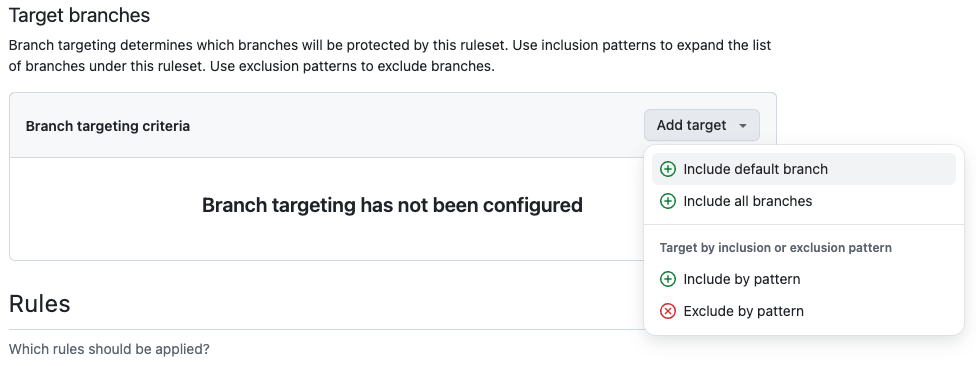 Target branches
Branch targeting determines which branches will be protected by this ruleset. Use inclusion patterns to expand the list
of branches under this ruleset. Use exclusion patterns to exclude branches.
Branch targeting criteria
Add target
Include default branch
Include all branches
Branch targeting has not been configured
Target by inclusion or exclusion pattern
Include by pattern
Exclude by pattern
Rules
Which rules should be applied?